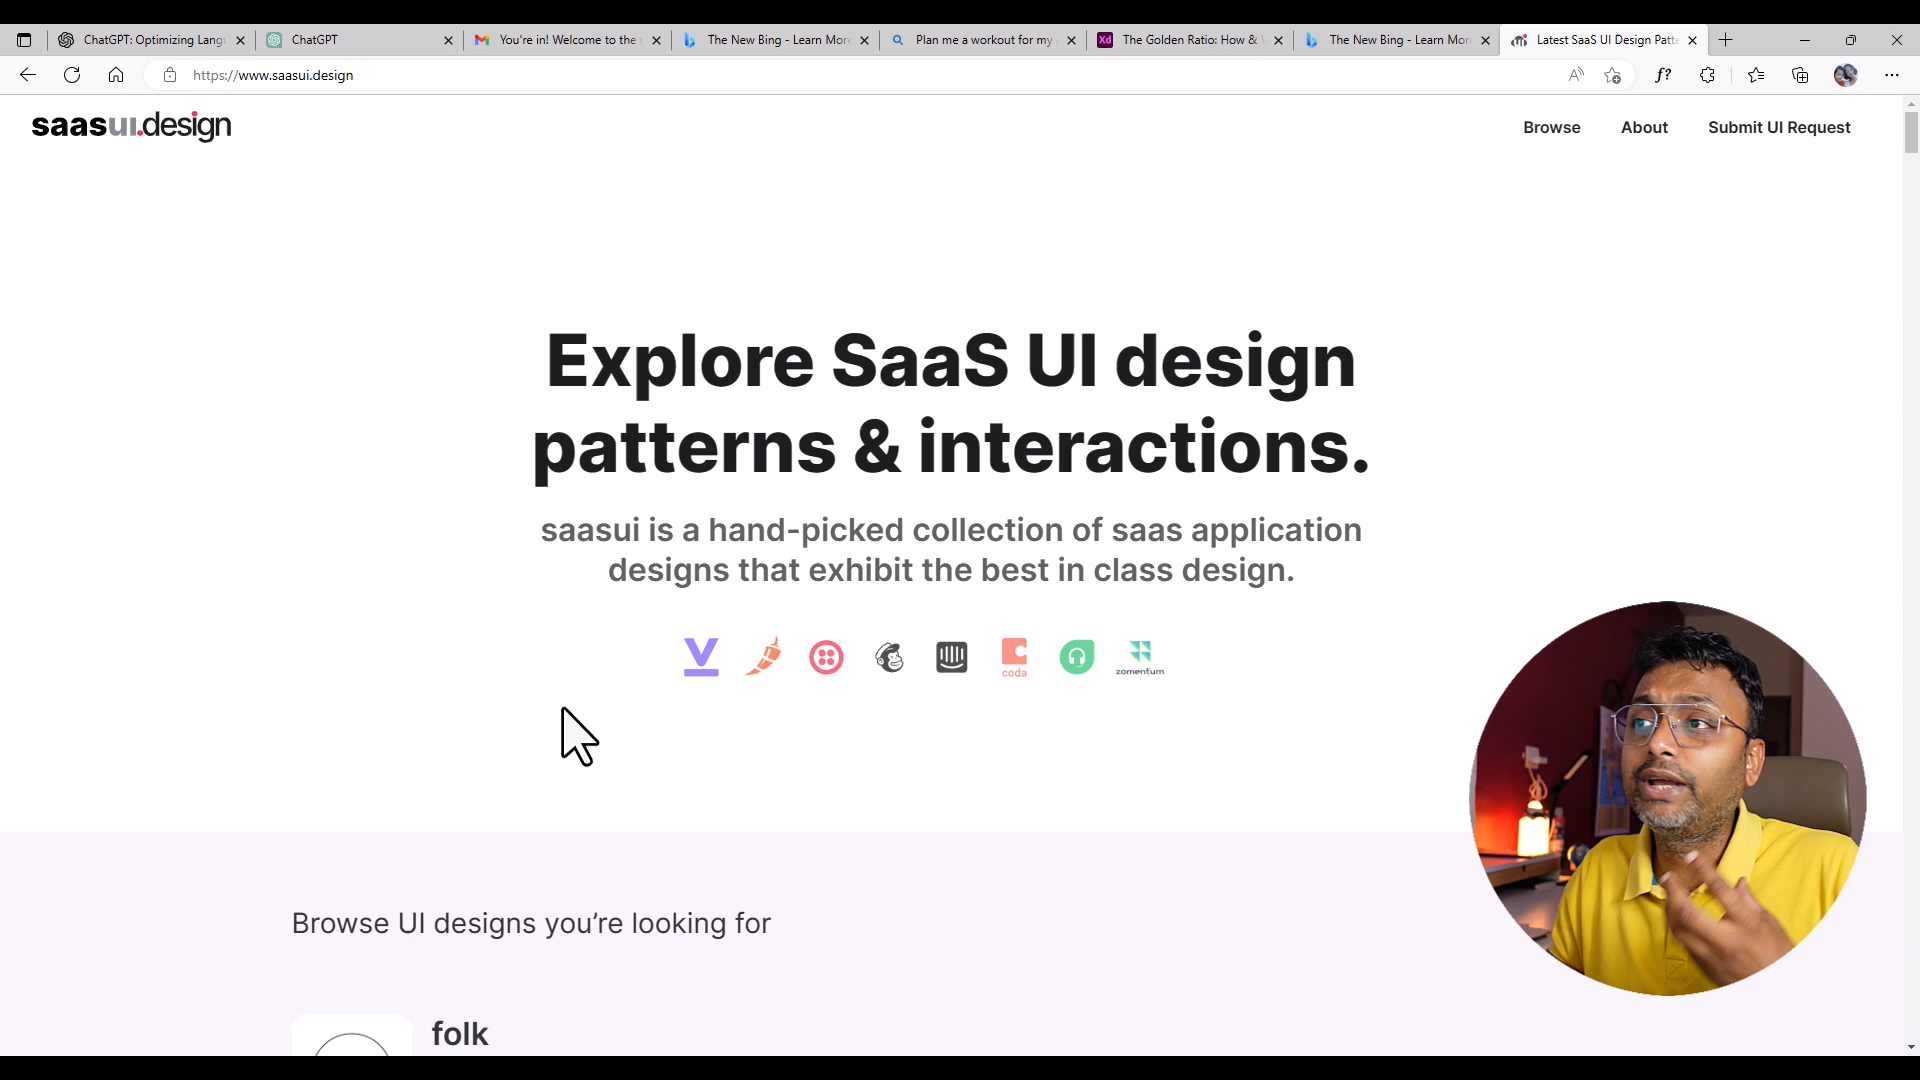 ChatGPT: Optimizing Langu
ChatGPT
You're in! Welcome to the
The New Bing - Learn More
Plan me a workout for my
The Golden Ratio: How &
The New Bing - Learn More
Latest SaaS UI Design Patte
https://www.saasui.design
saasui.design
Browse
About
Submit UI Request
Explore SaaS UI design
patterns & interactions.
saasui is a hand-picked collection of saas application
designs that exhibit the best in class design.
coda
zomentum
Browse UI designs you're looking for
folk